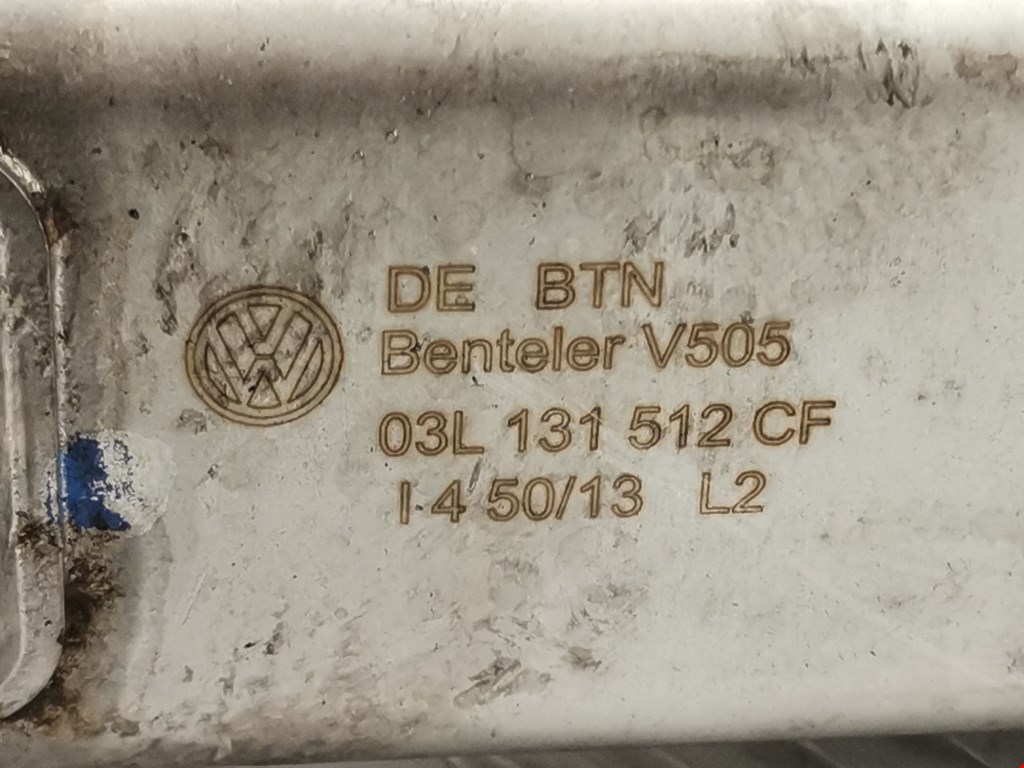 DE BTN
Benteler V505
03L 131 512 CF
I 4 50/13 L2